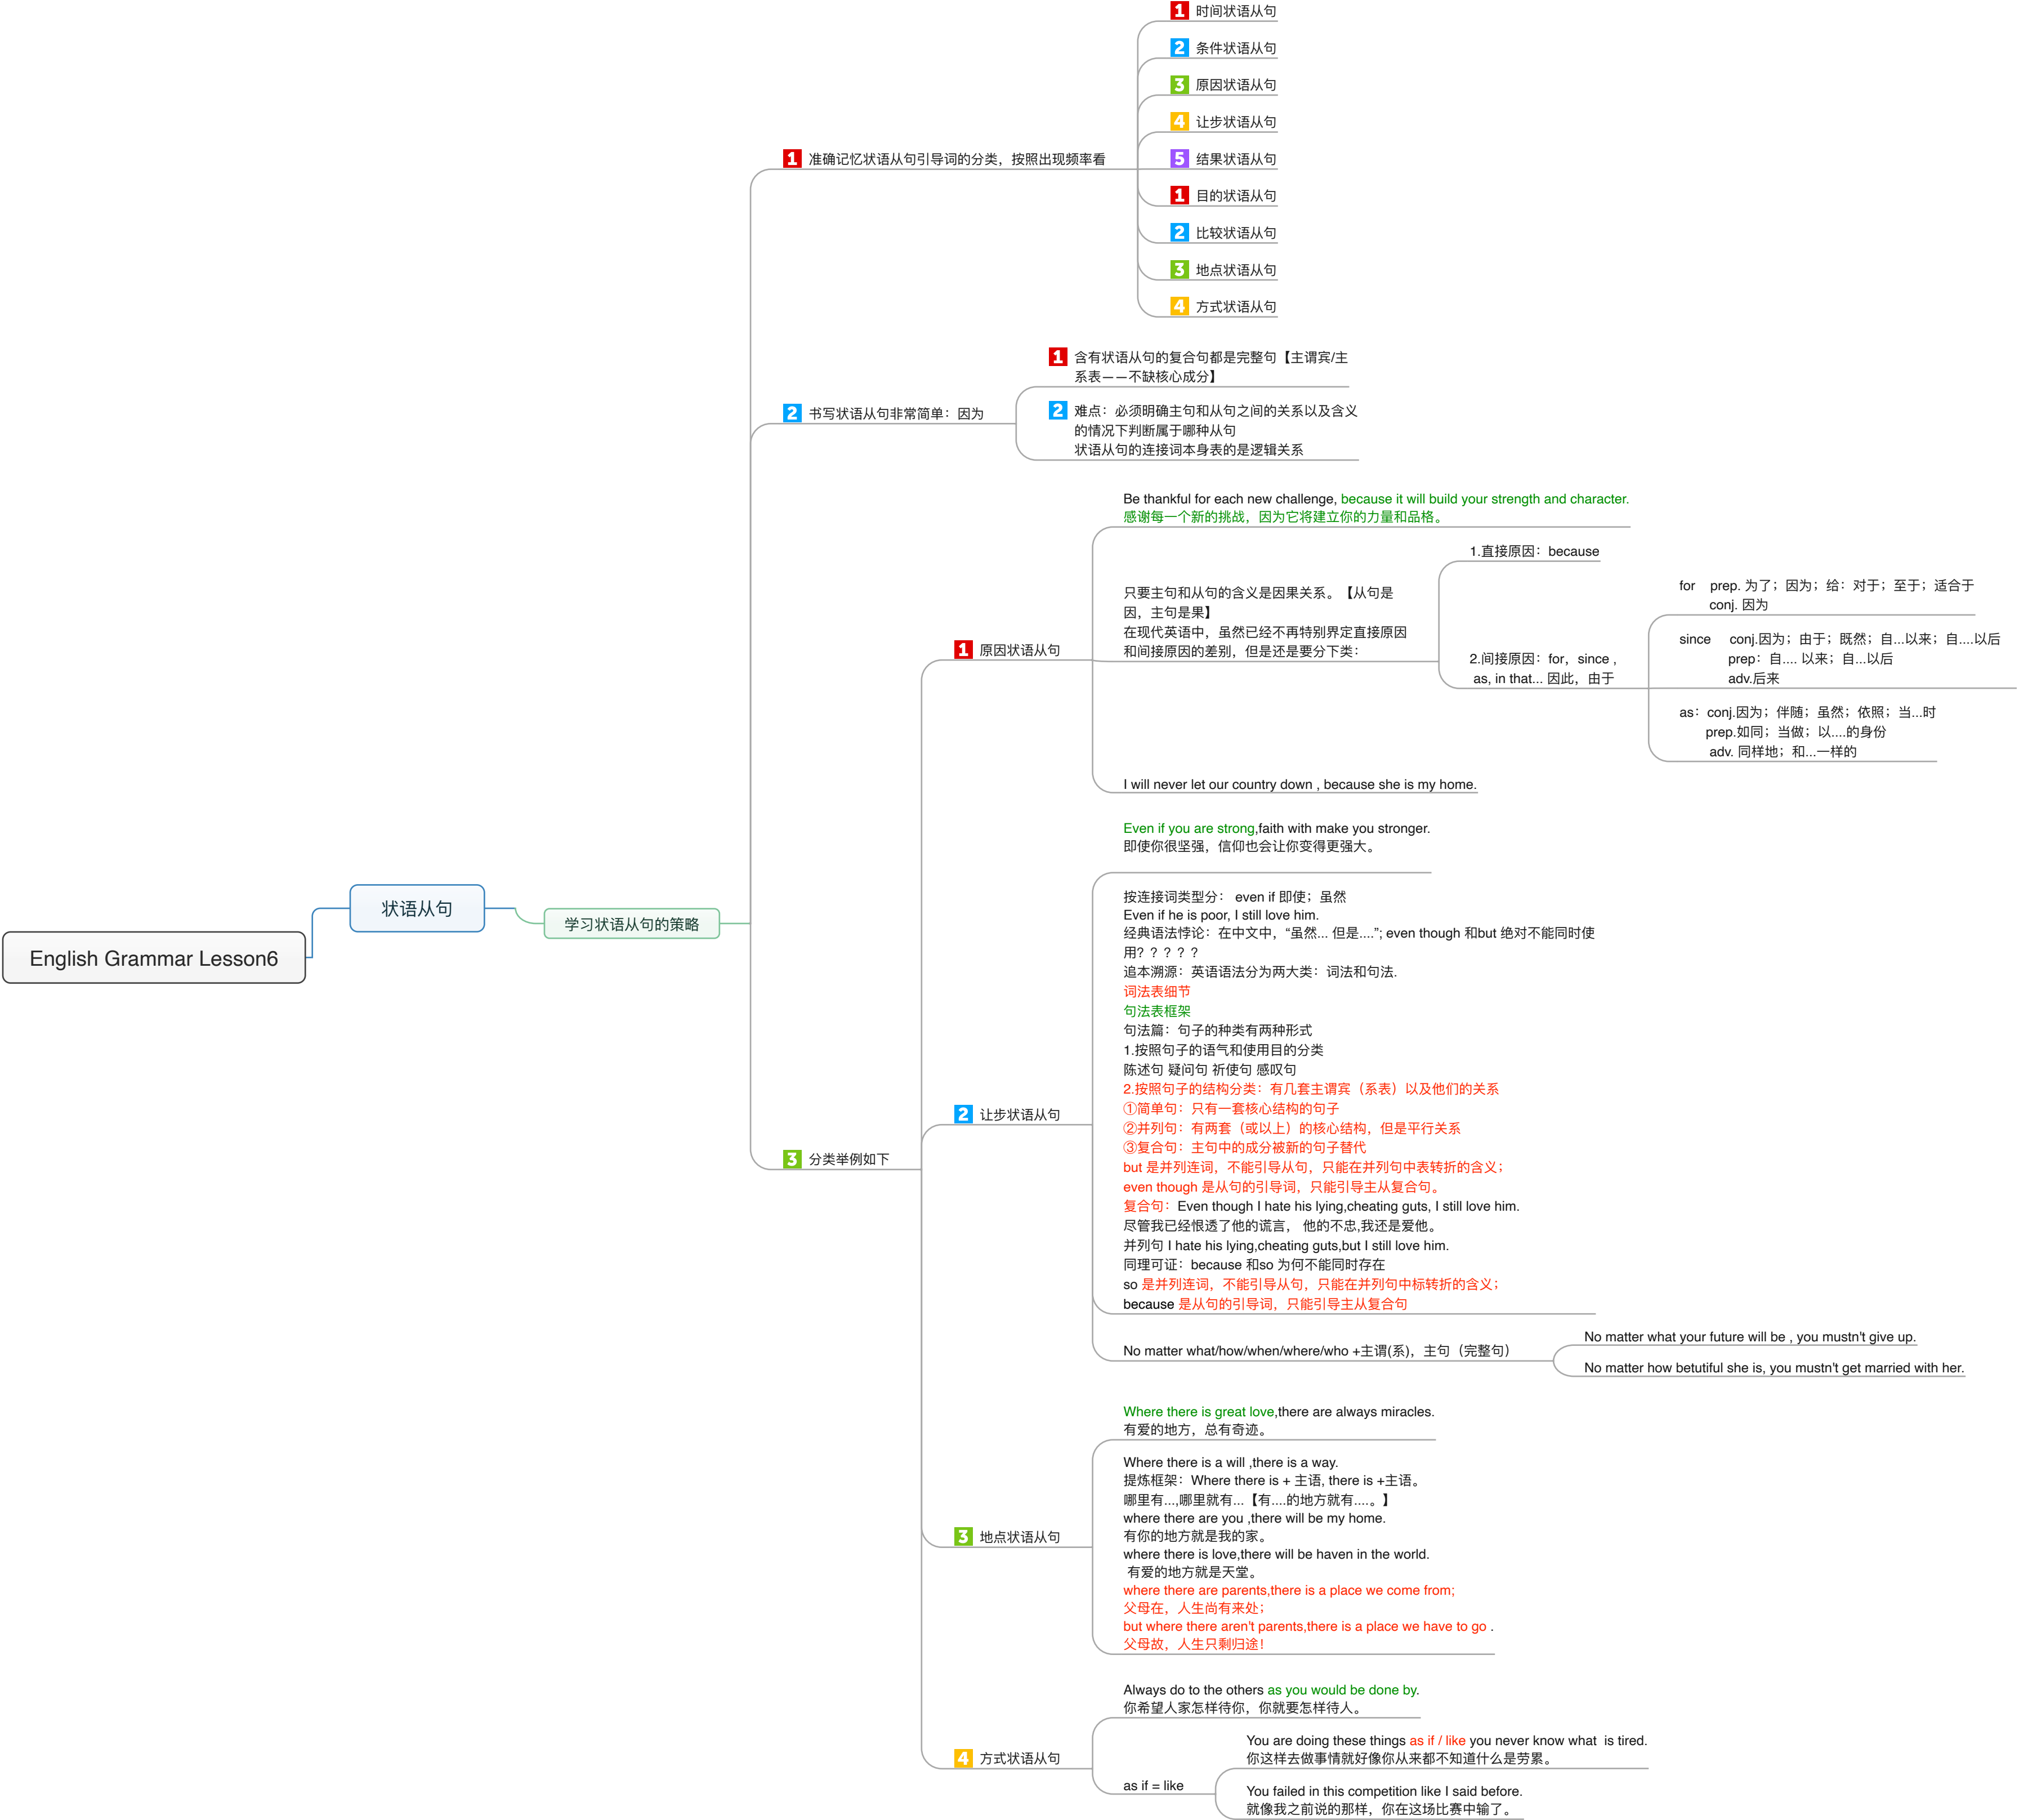 English Grammar Lesson6
状语从句
学习状语从句的策略
1 准确记忆状语从句引导词的分类，按照出现频率看
1 时间状语从句
2 条件状语从句
3 原因状语从句
4 让步状语从句
5 结果状语从句
1 目的状语从句
2 比较状语从句
3 地点状语从句
4 方式状语从句
2 书写状语从句非常简单：因为
1 含有状语从句的复合句都是完整句【主谓宾/主
系表——不缺核心成分】
2 难点：必须明确主句和从句之间的关系以及含义
的情况下判断属于哪种从句
状语从句的连接词本身表的是逻辑关系
3 分类举例如下
1 原因状语从句
Be thankful for each new challenge, because it will build your strength and character.
感谢每一个新的挑战，因为它将建立你的力量和品格。
只要主句和从句的含义是因果关系。【从句是
因，主句是果】
在现代英语中，虽然已经不再特别界定直接原因
和间接原因的差别，但是还是要分下类：
1.直接原因：because
2.间接原因：for，since ,
as, in that... 因此，由于
for prep. 为了；因为；给：对于；至于；适合于
conj. 因为
since conj.因为；由于；既然；自...以来；自....以后
prep：自.... 以来；自...以后
adv.后来
as：conj.因为；伴随；虽然；依照；当...时
prep.如同；当做；以....的身份
adv. 同样地；和...一样的
I will never let our country down , because she is my home.
2 让步状语从句
Even if you are strong,faith with make you stronger.
即使你很坚强，信仰也会让你变得更强大。
按连接词类型分： even if 即使；虽然
Even if he is poor, I still love him.
经典语法悖论：在中文中，“虽然... 但是....”; even though 和but 绝对不能同时使
用？？？？？
追本溯源：英语语法分为两大类：词法和句法.
词法表细节
句法表框架
句法篇：句子的种类有两种形式
1.按照句子的语气和使用目的分类
陈述句 疑问句 祈使句 感叹句
2.按照句子的结构分类：有几套主谓宾（系表）以及他们的关系
①简单句：只有一套核心结构的句子
②并列句：有两套（或以上）的核心结构，但是平行关系
③复合句：主句中的成分被新的句子替代
but 是并列连词，不能引导从句，只能在并列句中表转折的含义；
even though 是从句的引导词，只能引导主从复合句。
复合句：Even though I hate his lying,cheating guts, I still love him.
尽管我已经恨透了他的谎言， 他的不忠,我还是爱他。
并列句 I hate his lying,cheating guts,but I still love him.
同理可证：because 和so 为何不能同时存在
so 是并列连词，不能引导从句，只能在并列句中标转折的含义；
because 是从句的引导词，只能引导主从复合句
No matter what/how/when/where/who +主谓(系)，主句（完整句）
No matter what your future will be , you mustn't give up.
No matter how betutiful she is, you mustn't get married with her.
3 地点状语从句
Where there is great love,there are always miracles.
有爱的地方，总有奇迹。
Where there is a will ,there is a way.
提炼框架：Where there is + 主语, there is +主语。
哪里有...,哪里就有...【有....的地方就有....。】
where there are you ,there will be my home.
有你的地方就是我的家。
where there is love,there will be haven in the world.
有爱的地方就是天堂。
where there are parents,there is a place we come from;
父母在，人生尚有来处；
but where there aren't parents,there is a place we have to go .
父母故，人生只剩归途！
4 方式状语从句
Always do to the others as you would be done by.
你希望人家怎样待你，你就要怎样待人。
as if = like
You are doing these things as if / like you never know what is tired.
你这样去做事情就好像你从来都不知道什么是劳累。
You failed in this competition like I said before.
就像我之前说的那样，你在这场比赛中输了。